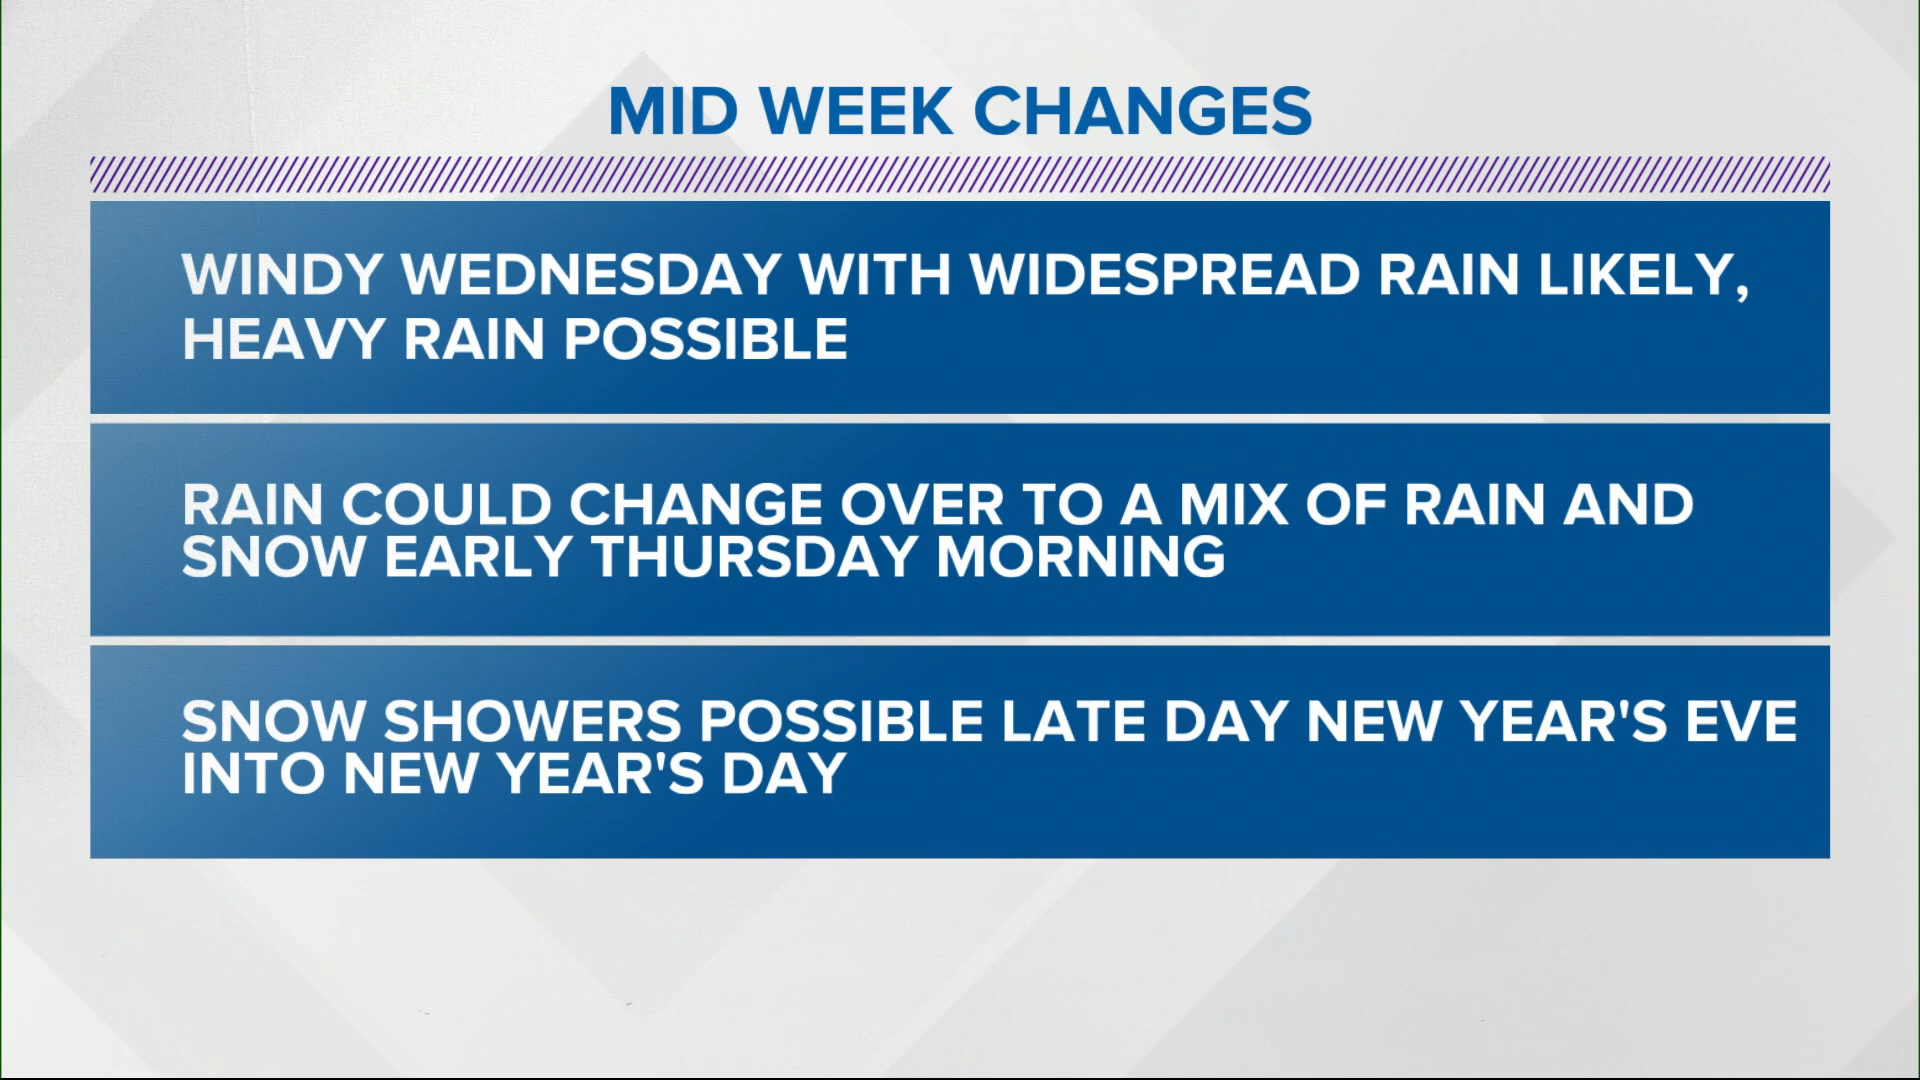 MID WEEK CHANGES
WINDY WEDNESDAY WITH WIDESPREAD RAIN LIKELY,
HEAVY RAIN POSSIBLE
RAIN COULD CHANGE OVER TO A MIX OF RAIN AND
SNOW EARLY THURSDAY MORNING
SNOW SHOWERS POSSIBLE LATE DAY NEW YEAR'S EVE
INTO NEW YEAR'S DAY